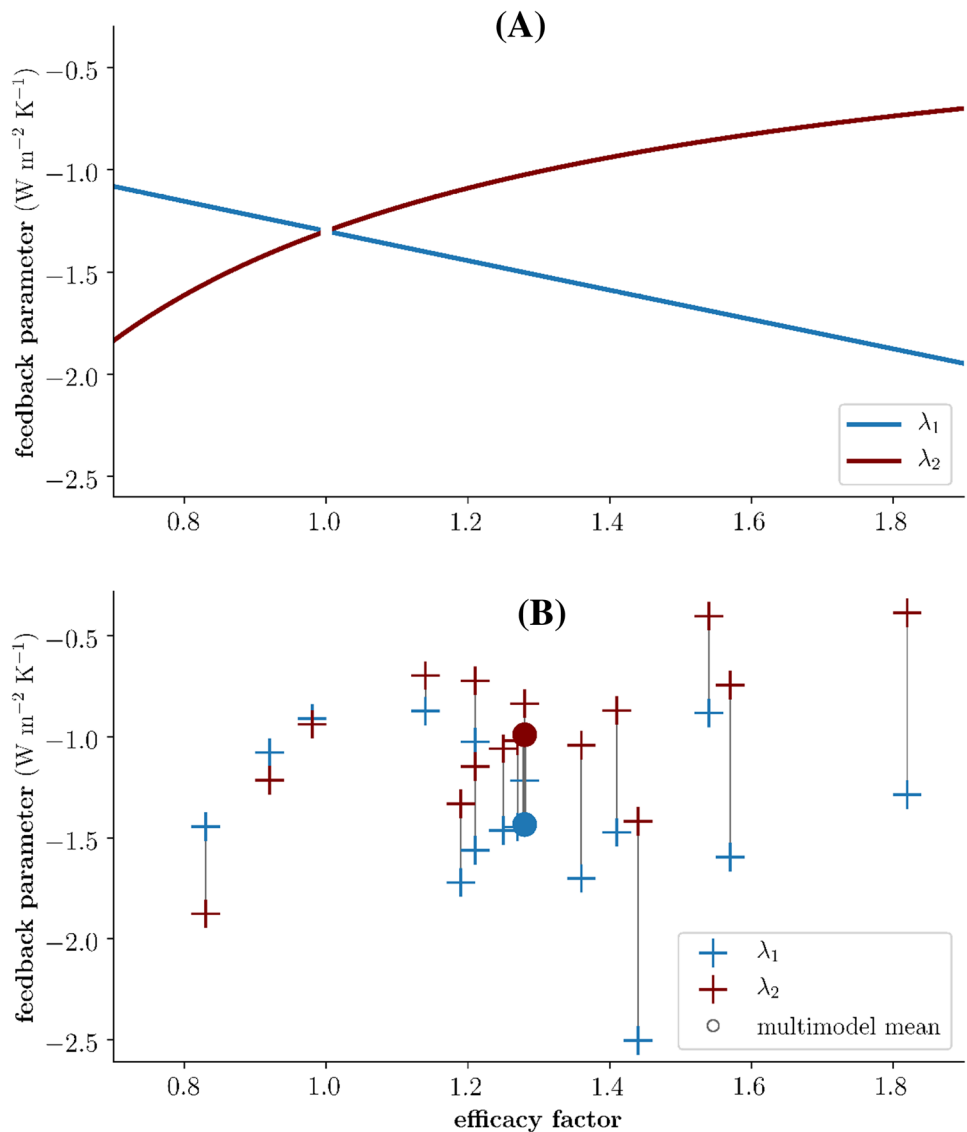 (A)
feedback parameter (W m⁻² K⁻¹)
−0.5
−1.0
−1.5
−2.0
−2.5
0.8 1.0 1.2 1.4 1.6 1.8
λ₁
λ₂
(B)
feedback parameter (W m⁻² K⁻¹)
−0.5
−1.0
−1.5
−2.0
−2.5
λ₁
λ₂
multimodel mean
0.8 1.0 1.2 1.4 1.6 1.8
efficacy factor